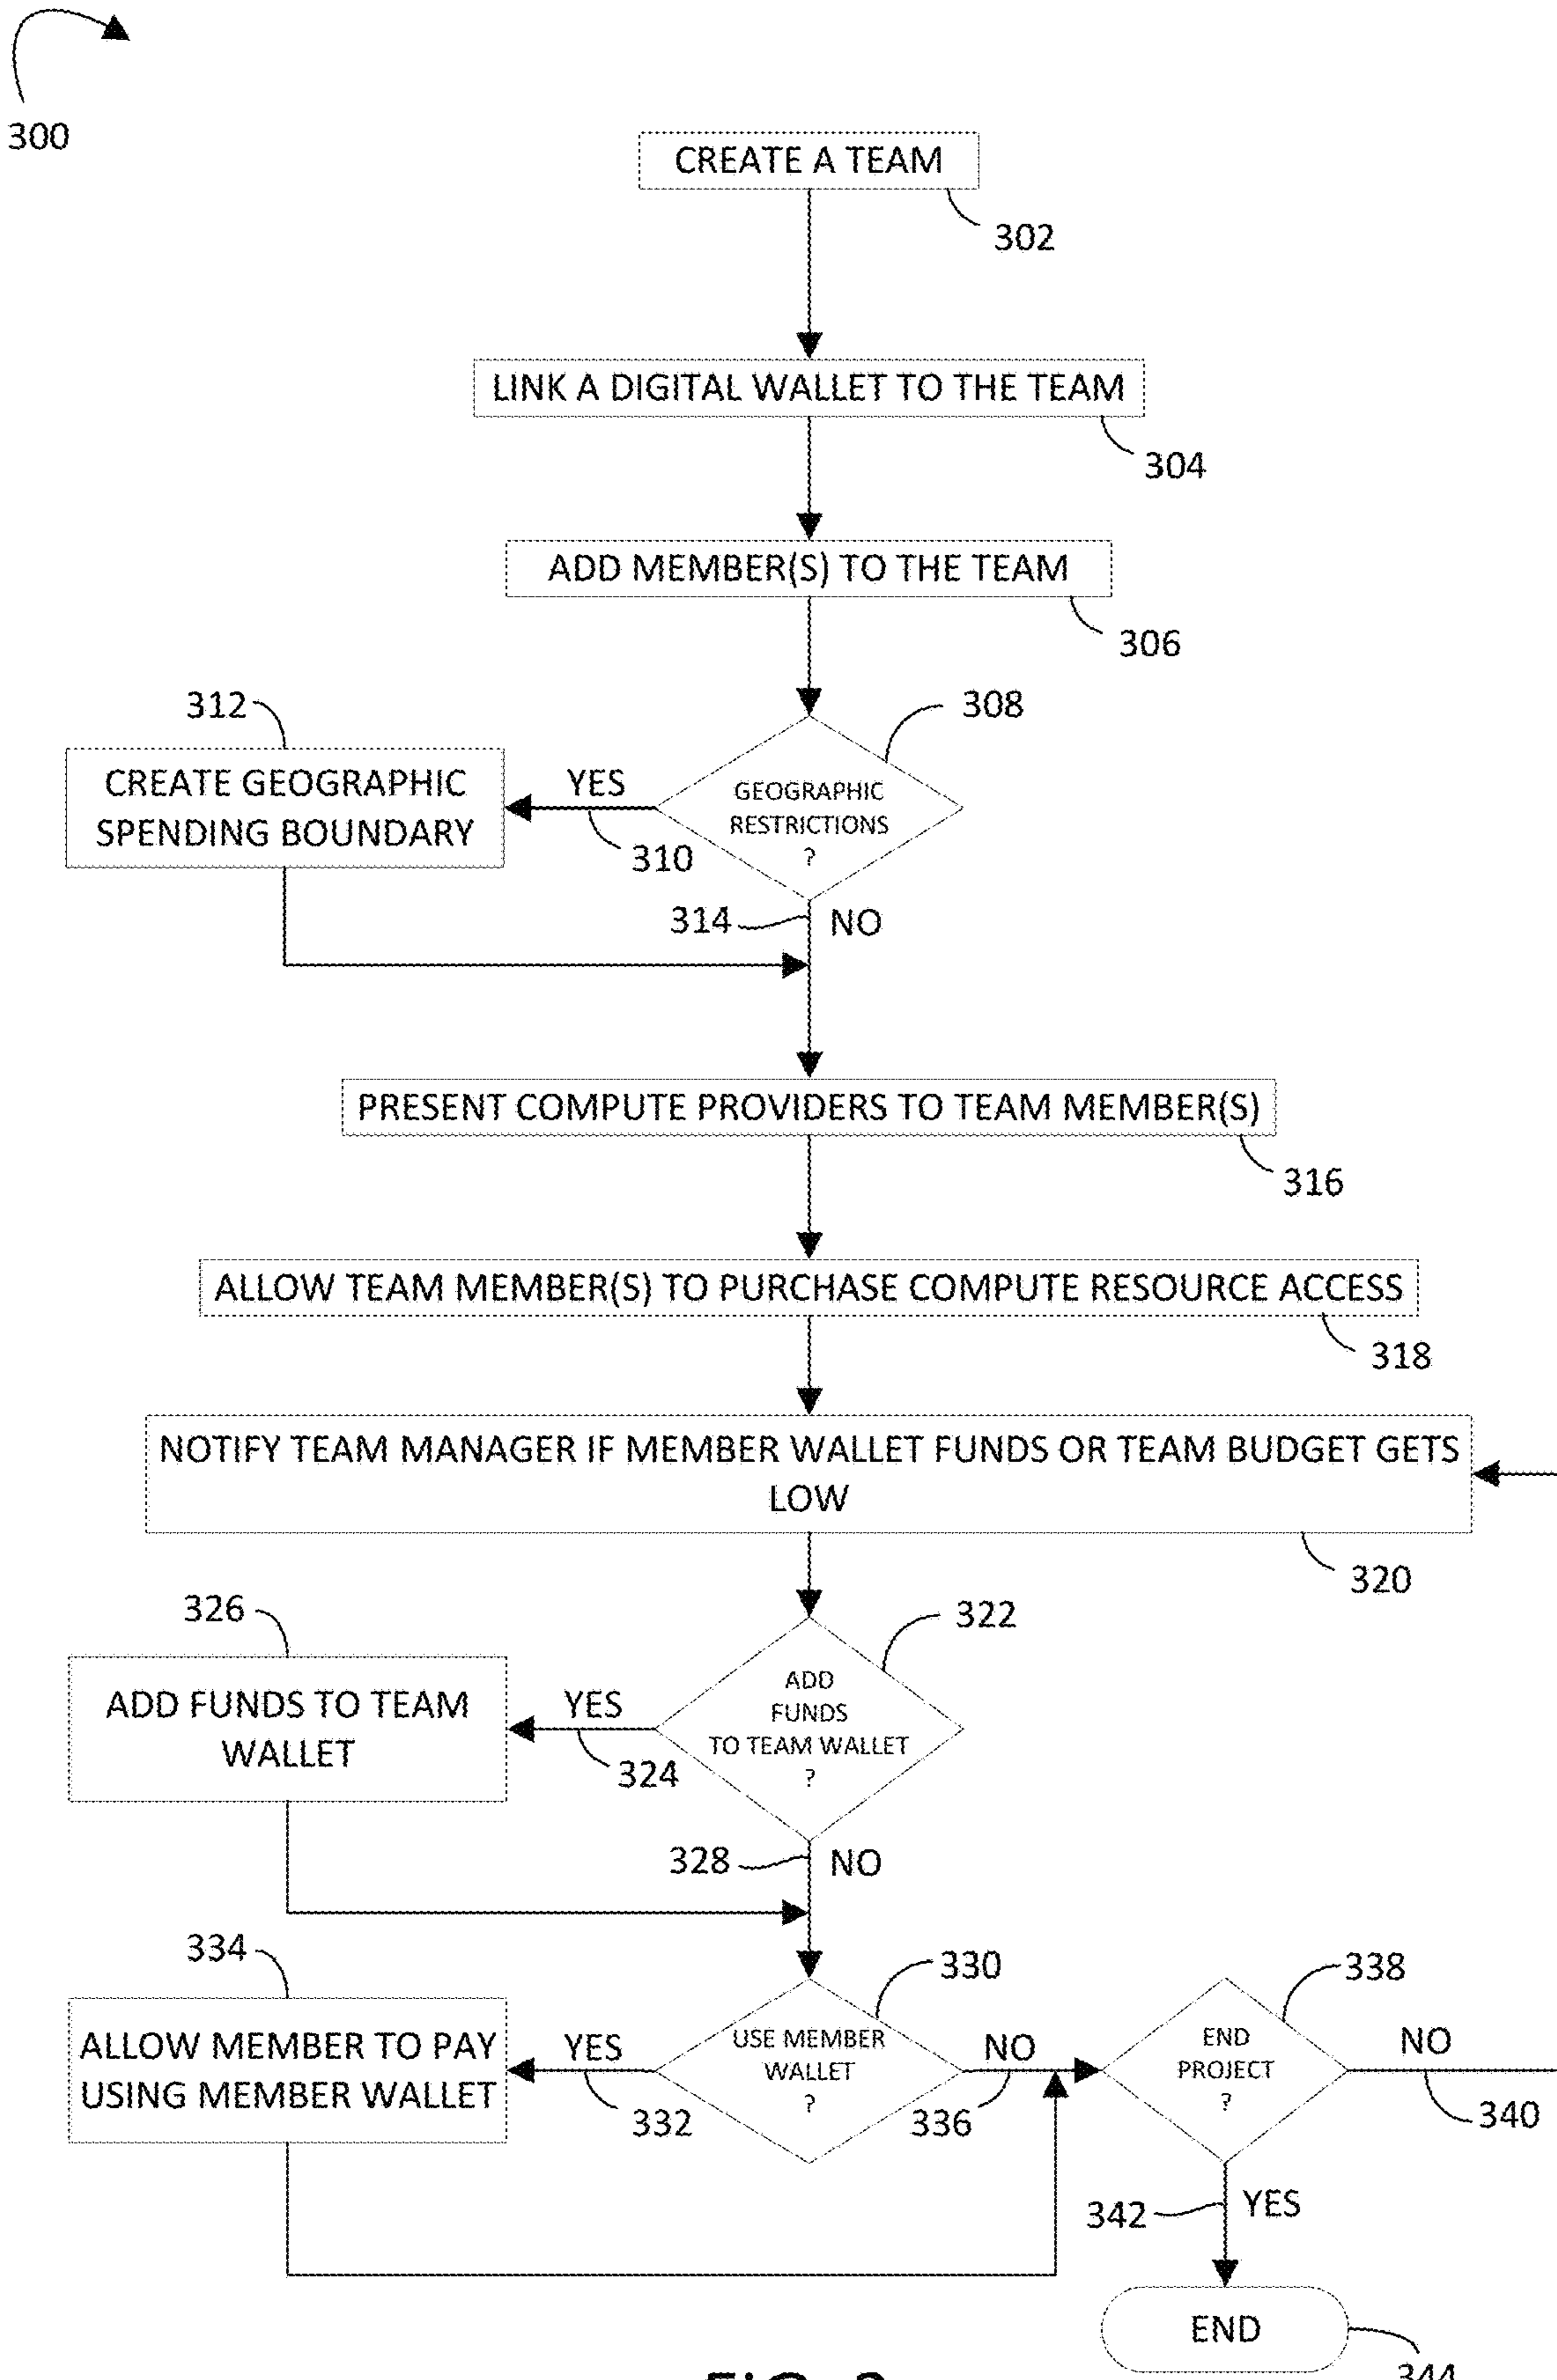 300
CREATE A TEAM
302
LINK A DIGITAL WALLET TO THE TEAM
304
ADD MEMBER(S) TO THE TEAM
306
312
308
CREATE GEOGRAPHIC
SPENDING BOUNDARY
YES
310
GEOGRAPHIC
RESTRICTIONS
?
314
NO
PRESENT COMPUTE PROVIDERS TO TEAM MEMBER(S)
316
ALLOW TEAM MEMBER(S) TO PURCHASE COMPUTE RESOURCE ACCESS
318
NOTIFY TEAM MANAGER IF MEMBER WALLET FUNDS OR TEAM BUDGET GETS
LOW
320
326
322
ADD FUNDS TO TEAM
WALLET
YES
324
ADD
FUNDS
TO TEAM WALLET
?
328
NO
334
330
338
ALLOW MEMBER TO PAY
USING MEMBER WALLET
YES
332
USE MEMBER
WALLET
?
NO
336
END
PROJECT
?
NO
340
342
YES
END
344